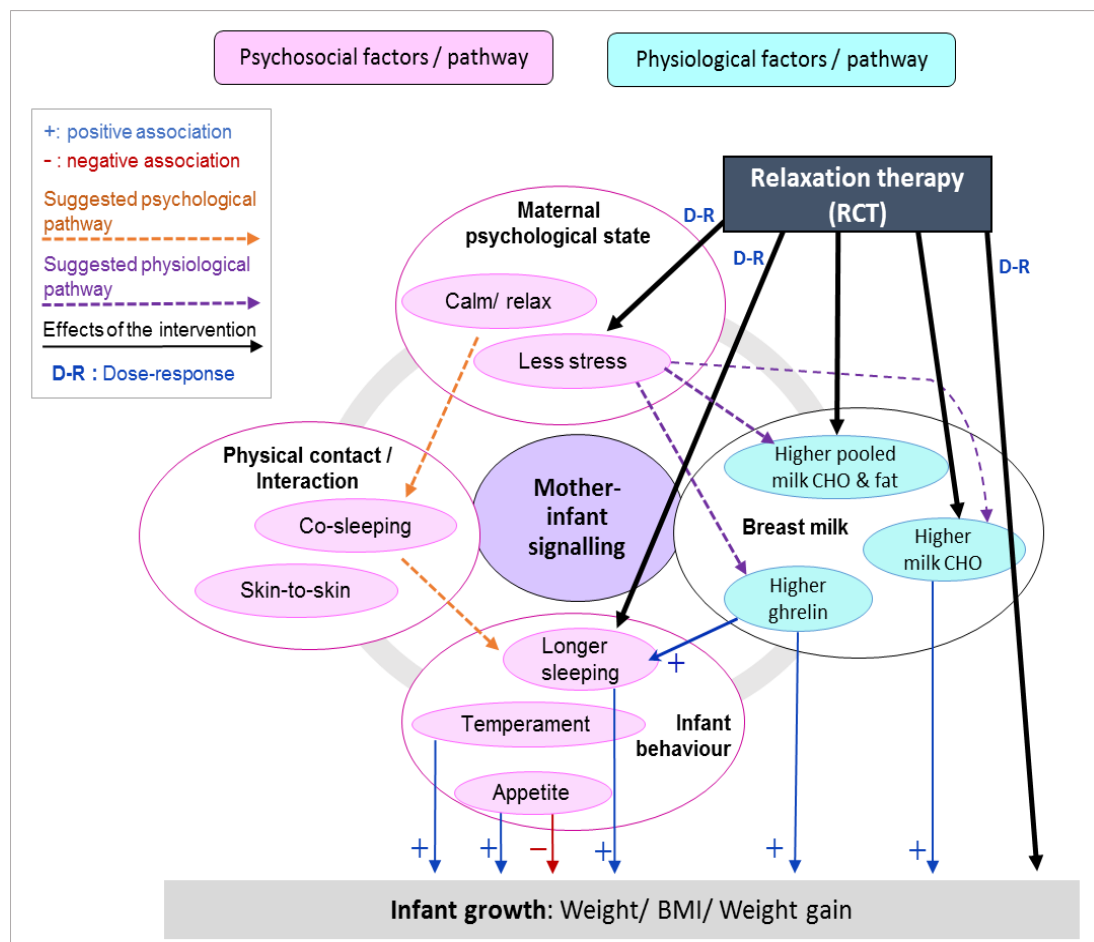 Psychosocial factors / pathway
Physiological factors / pathway
+: positive association
- : negative association
Suggested psychological
pathway
Suggested physiological
pathway
Effects of the intervention
D-R : Dose-response
Relaxation therapy
(RCT)
D-R
D-R
D-R
Maternal
psychological state
Calm/ relax
Less stress
Physical contact /
Interaction
Co-sleeping
Skin-to-skin
Mother-
infant
signalling
Higher pooled
milk CHO & fat
Breast milk
Higher
milk CHO
Higher
ghrelin
Longer
sleeping
+
Temperament
Infant
behaviour
Appetite
+
+
-
+
+
+
Infant growth: Weight/ BMI/ Weight gain